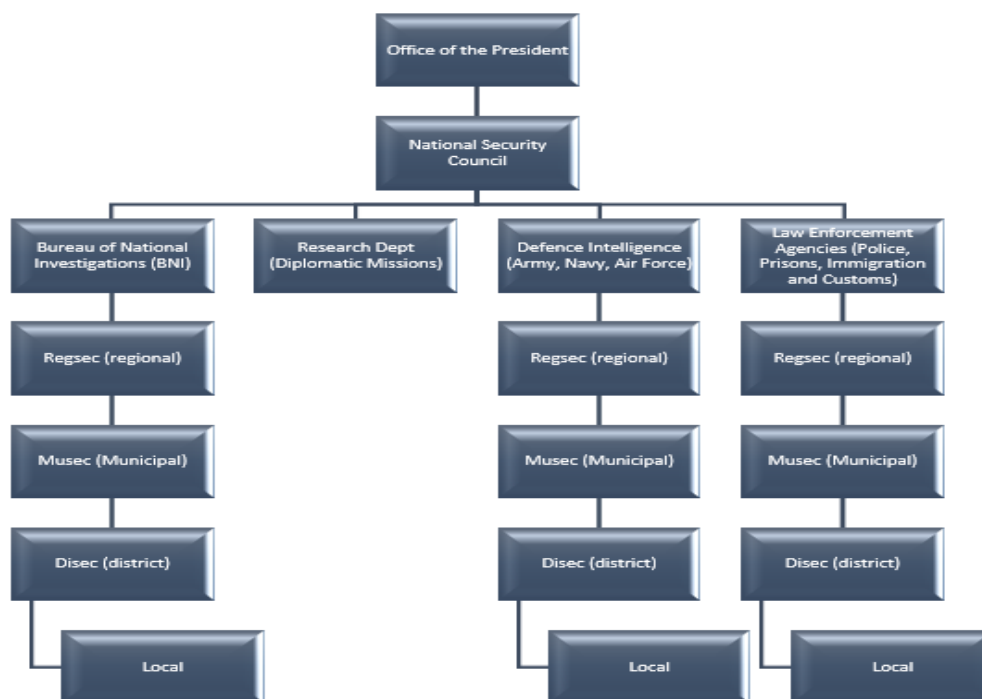 Office of the President
National Security
Council
Bureau of National
Investigations (BNI)
Research Dept
(Diplomatic Missions)
Defence Intelligence
(Army, Navy, Air Force)
Law Enforcement
Agencies (Police,
Prisons, Immigration
and Customs)
Regsec (regional)
Regsec (regional)
Regsec (regional)
Musec (Municipal)
Musec (Municipal)
Musec (Municipal)
Disec (district)
Disec (district)
Disec (district)
Local
Local
Local